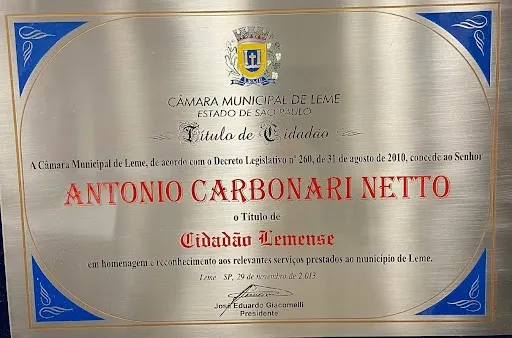 LEME
CÂMARA MUNICIPAL DE LEME
ESTADO DE SÃO PAULO
Título de Cidadão
A Câmara Municipal de Leme, de acordo com o Decreto Legislativo nº 260, de 31 de agosto de 2010, concede ao Senhor
ANTONIO CARBONARI NETTO
o Título de
Cidadão Lemense
em homenagem e reconhecimento aos relevantes serviços prestados ao município de Leme.
Leme - SP, 29 de novembro de 2.013
José Eduardo Giacomelli
Presidente